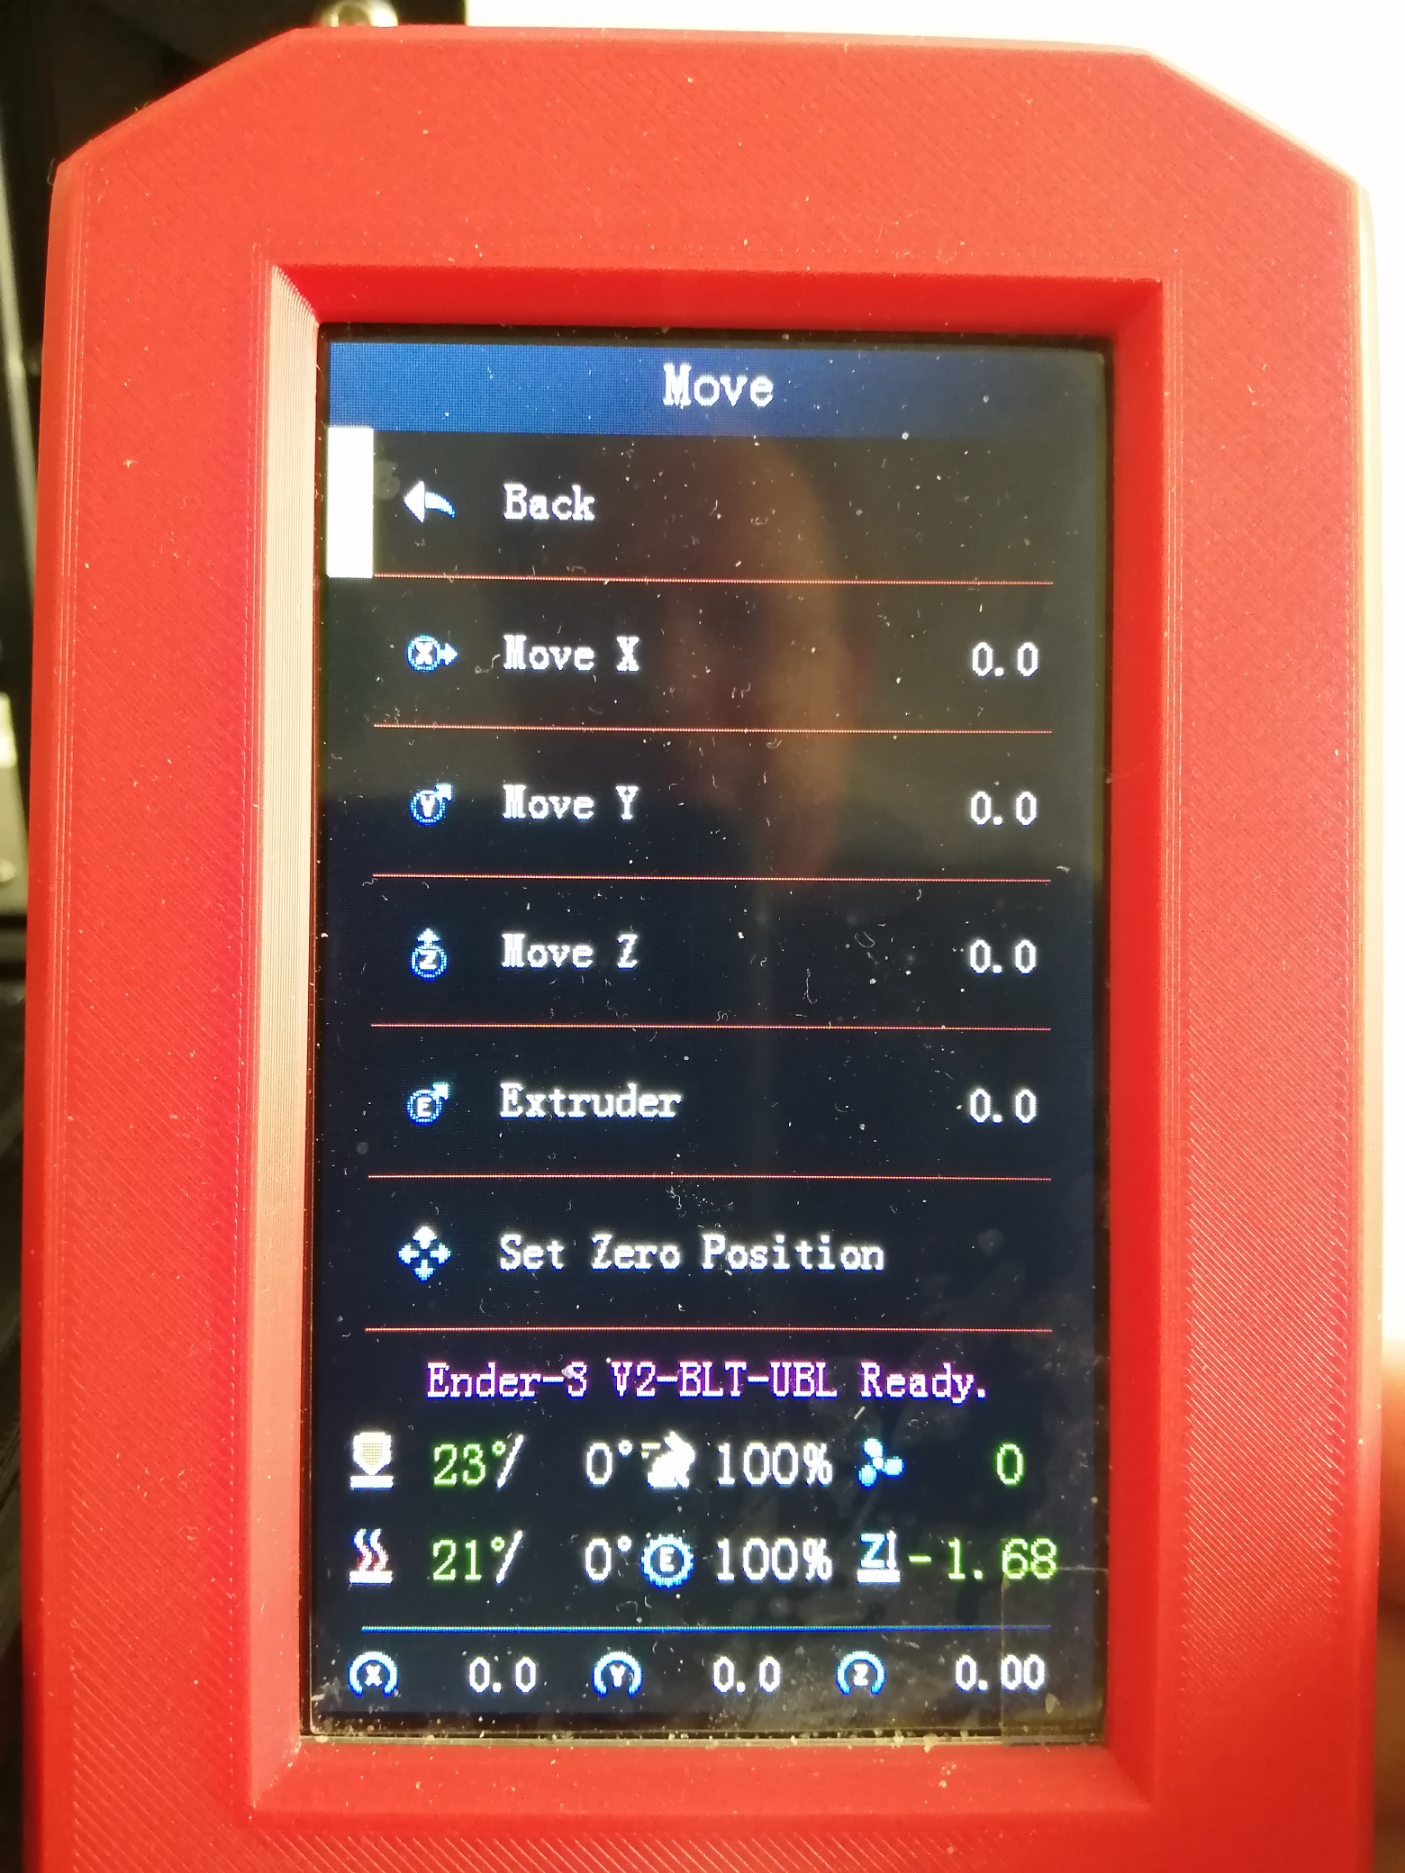 Move
Back
Move X 0.0
Move Y 0.0
Move Z 0.0
Extruder 0.0
Set Zero Position
Ender-3 V2-BLT-UBL Ready.
23°/ 0° 100% 0
21°/ 0° E 100% Z -1.68
X 0.0 Y 0.0 Z 0.00